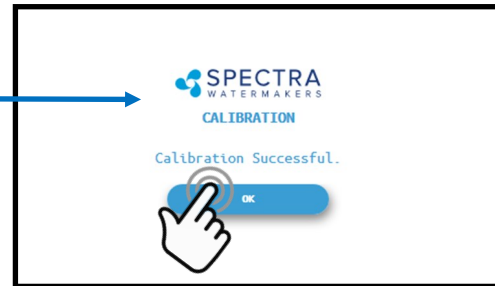 SPECTRA
WATERMAKERS
CALIBRATION
Calibration Successful.
OK